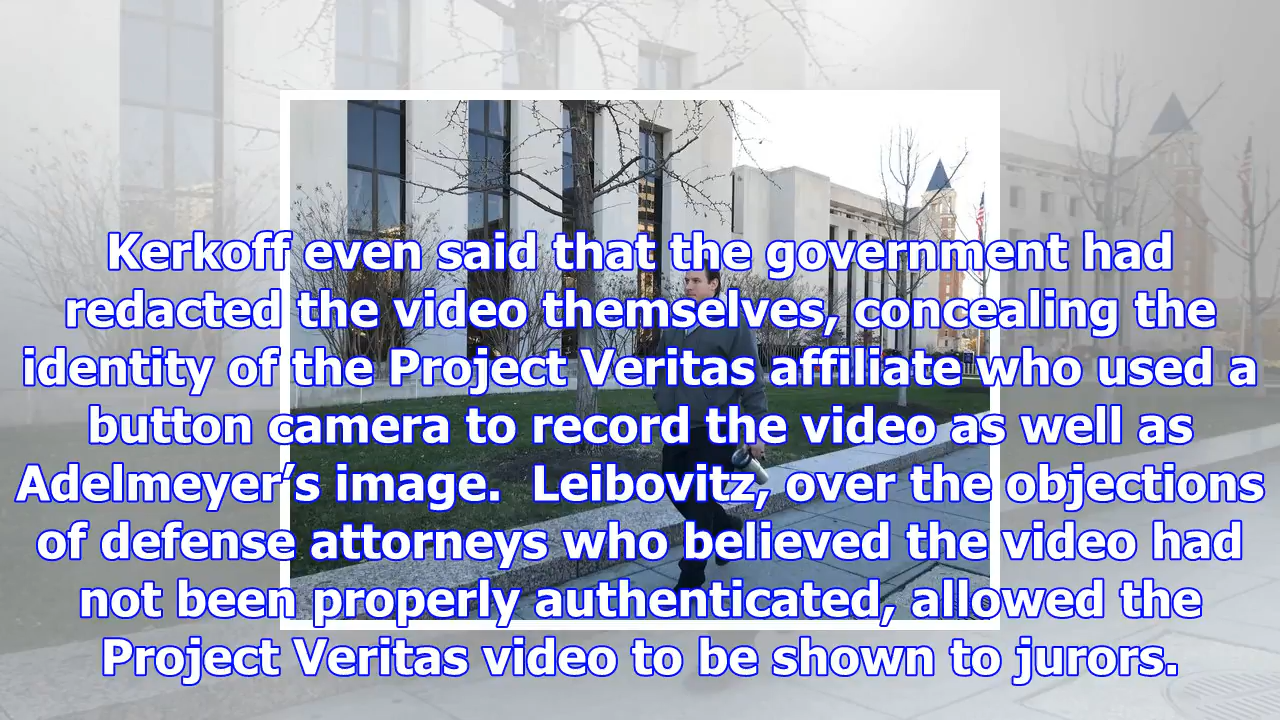 Kerkoff even said that the government had
redacted the video themselves, concealing the
identity of the Project Veritas affiliate who used a
button camera to record the video as well as
Adelmeyer’s image.  Leibovitz, over the objections
of defense attorneys who believed the video had
not been properly authenticated, allowed the
Project Veritas video to be shown to jurors.